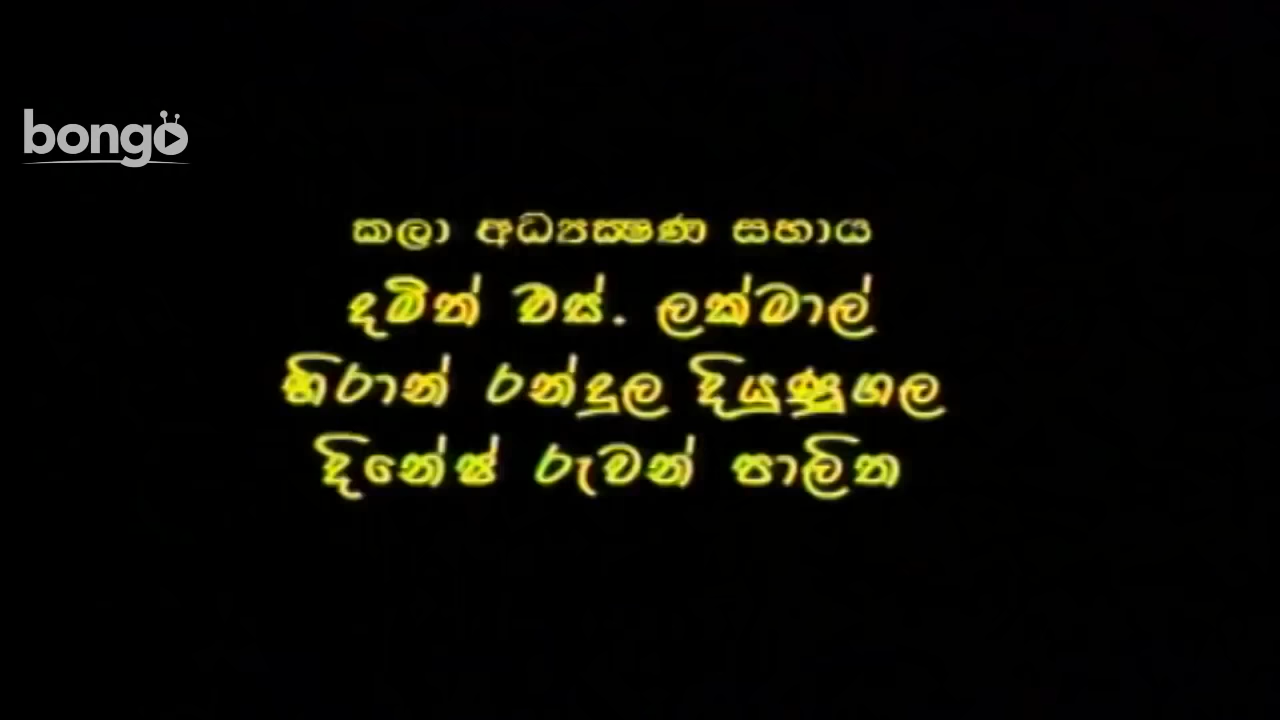 bongo
කලා අධ්‍යක්ෂණ සහාය
දමිත් එස්. ලක්මාල්
හිරාන් රන්දුල දියුණුගල
දිනේෂ් රුවන් පාලිත